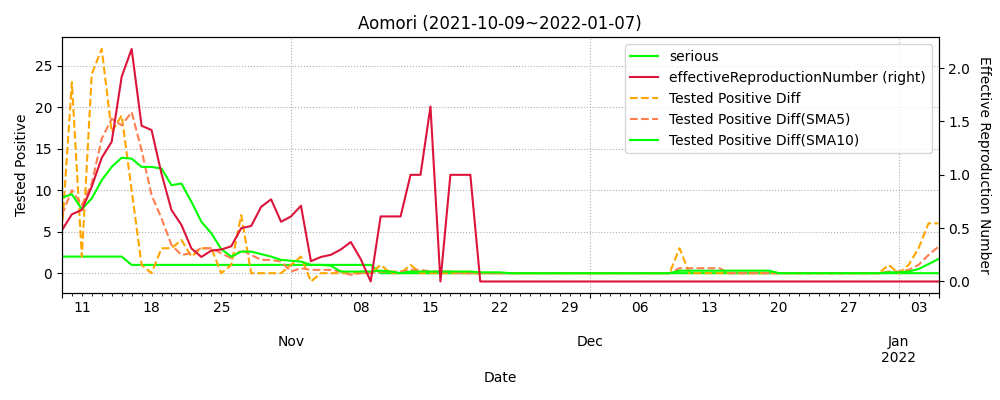 Aomori (2021-10-09~2022-01-07)
serious
effectiveReproductionNumber (right)
Tested Positive Diff
Tested Positive Diff(SMA5)
Tested Positive Diff(SMA10)
Tested Positive
25
20
15
10
5
0
2.0
1.5
1.0
0.5
0.0
Effective Reproduction Number
11 18 25 08 15 22 29 06 13 20 27 03
Nov Dec Jan
2022
Date